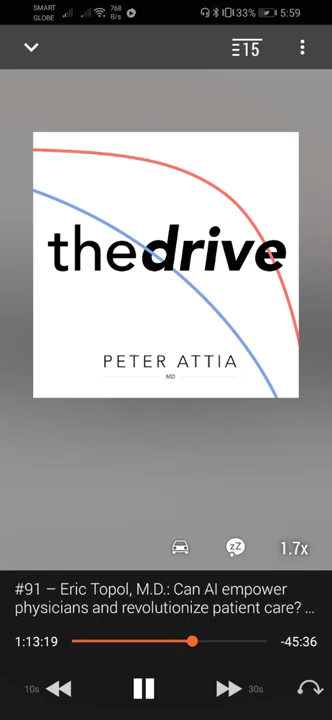 SMART
GLOBE
768
B/s
33%
5:59
15
thedrive
PETER ATTIA
MD
zZ
1.7x
#91 – Eric Topol, M.D.: Can AI empower
physicians and revolutionize patient care? ...
1:13:19
-45:36
10s
30s